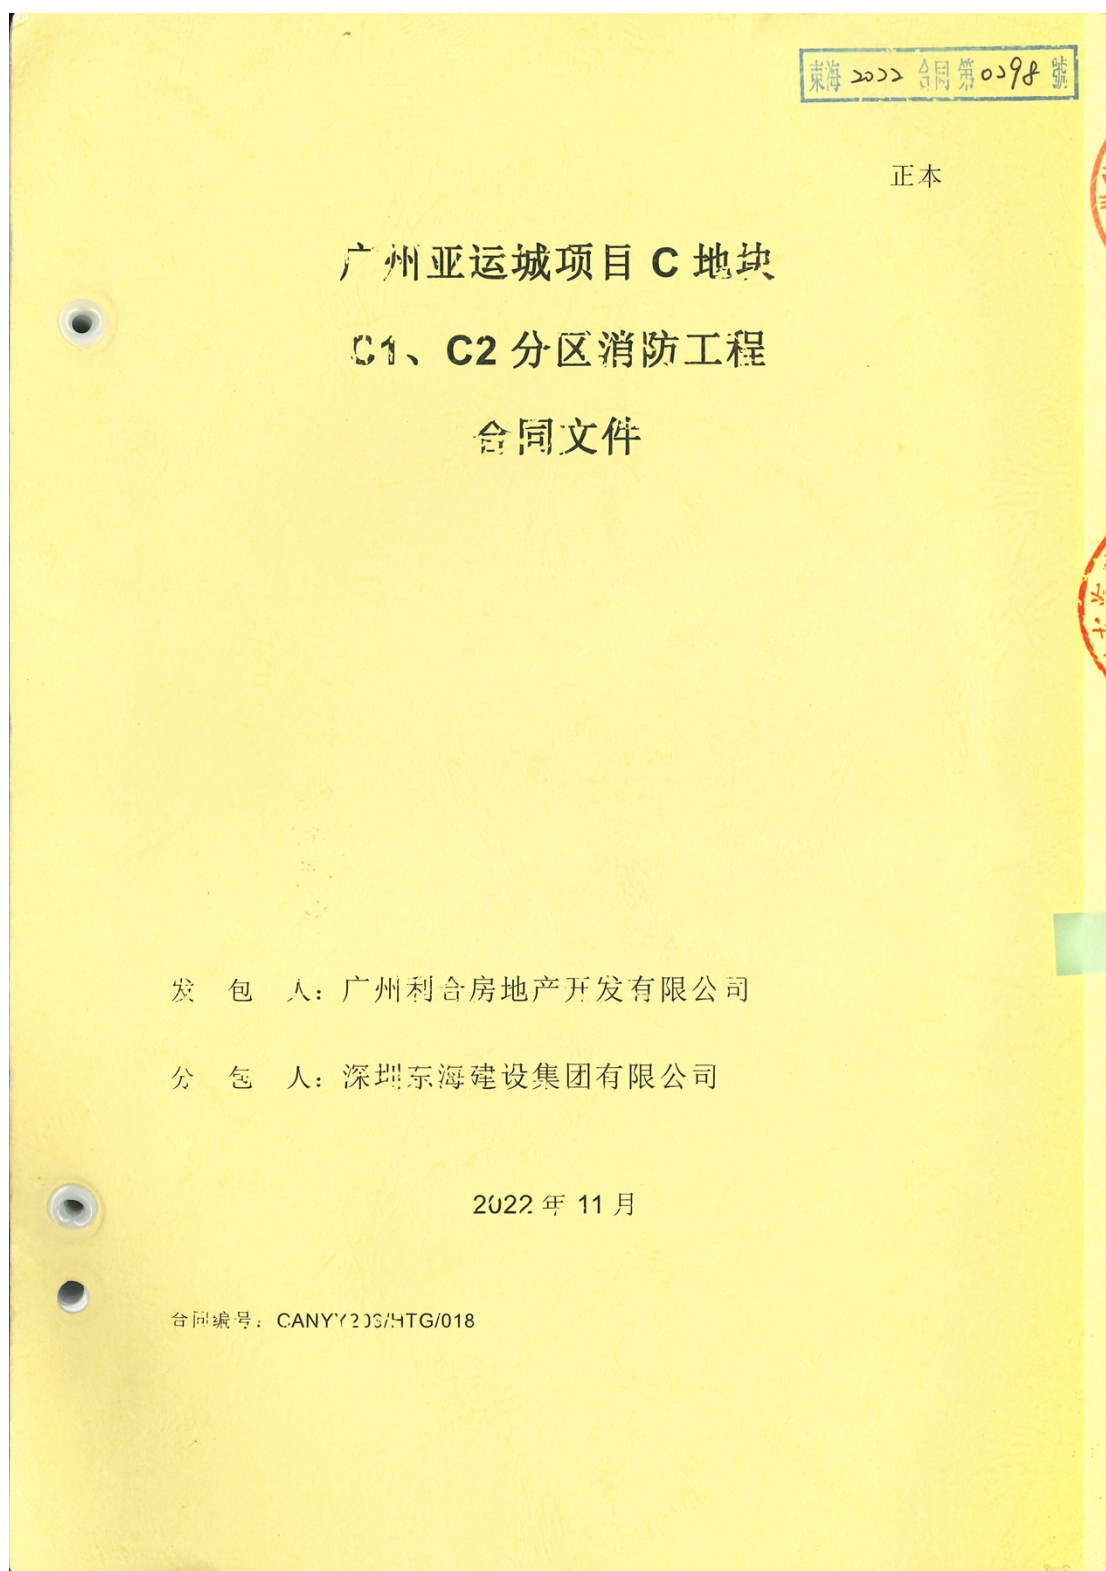 東海 2022 合同第0298 號
正本
广州亚运城项目 C 地块
C1、C2 分区消防工程
合同文件
发 包 人：广州利合房地产开发有限公司
分 包 人：深圳东海建设集团有限公司
2022 年 11 月
合同编号：